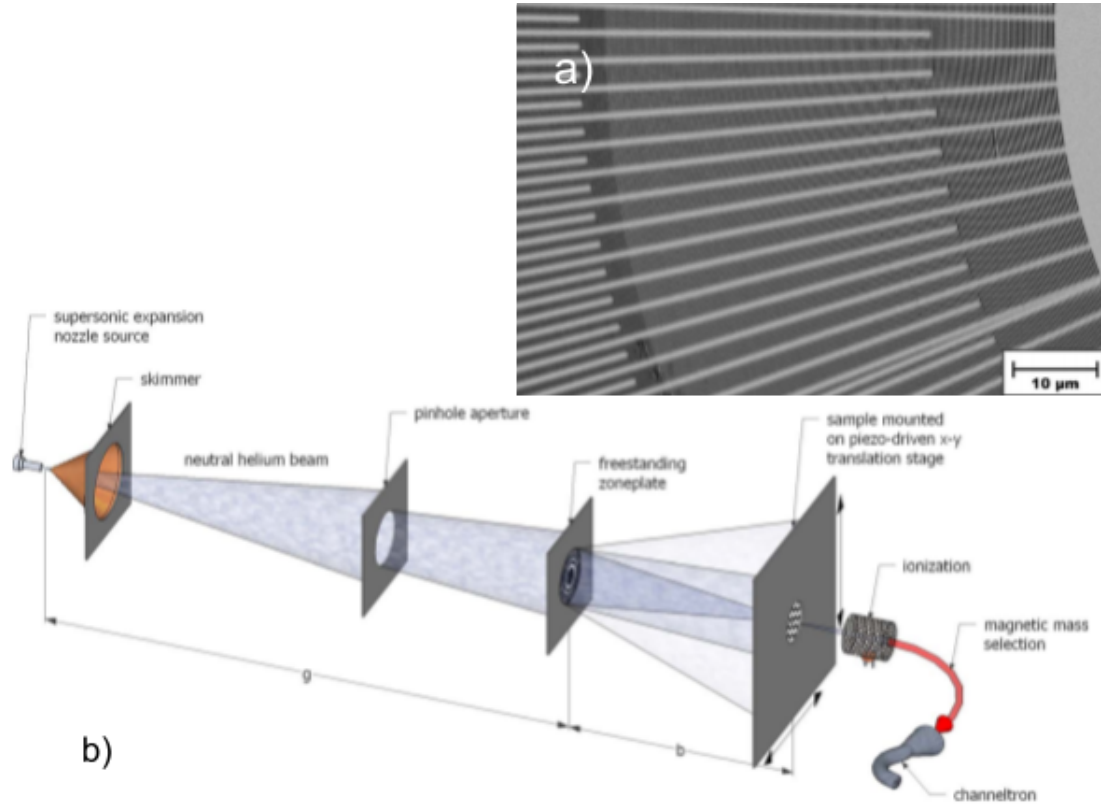 a)
10 µm
supersonic expansion
nozzle source
skimmer
pinhole aperture
neutral helium beam
freestanding
zoneplate
sample mounted
on piezo-driven x-y
translation stage
ionization
magnetic mass
selection
g
b
b)
channeltron